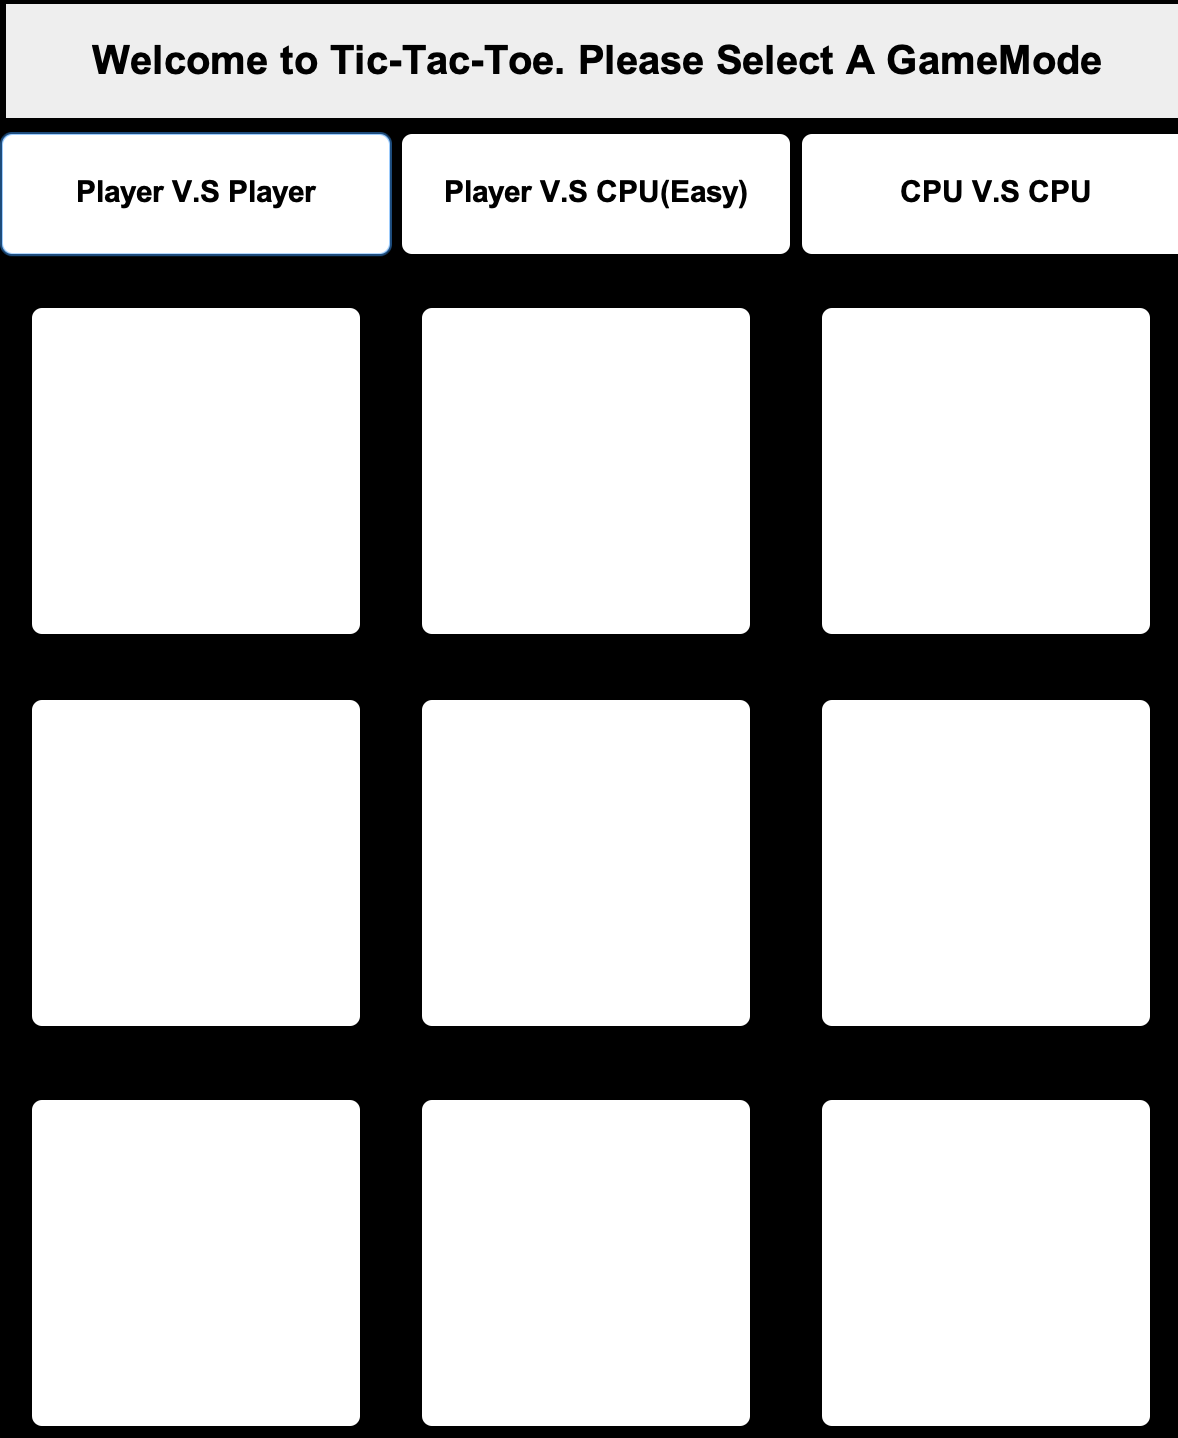 Welcome to Tic-Tac-Toe. Please Select A GameMode
Player V.S Player
Player V.S CPU(Easy)
CPU V.S CPU